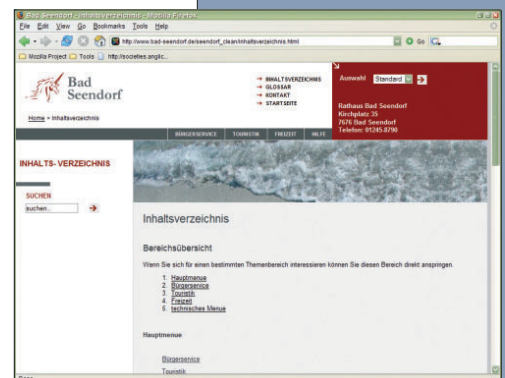 Bad Seendorf - Inhaltsverzeichnis - Mozilla Firefox
File Edit View Go Bookmarks Tools Help
http://www.bad-seendorf.de/seendorf_clean/inhaltsverzeichnis.html
Go
Mozilla Project Tools http://societies.anglic...
Bad
Seendorf
→ INHALTSVERZEICHNIS
→ GLOSSAR
→ KONTAKT
→ STARTSEITE
Auswahl Standard
Rathaus Bad Seendorf
Kirchplatz 35
7676 Bad Seendorf
Telefon: 01245.8790
Home > Inhaltsverzeichnis
BÜRGERSERVICE TOURISTIK FREIZEIT HILFE
INHALTS- VERZEICHNIS
SUCHEN
suchen..
Inhaltsverzeichnis
Bereichsübersicht
Wenn Sie sich für einen bestimmten Themenbereich interessieren können Sie diesen Bereich direkt anspringen.
1. Hauptmenue
2. Bürgerservice
3. Touristik
4. Freizeit
5. technisches Menue
Hauptmenue
Bürgerservice
Touristik